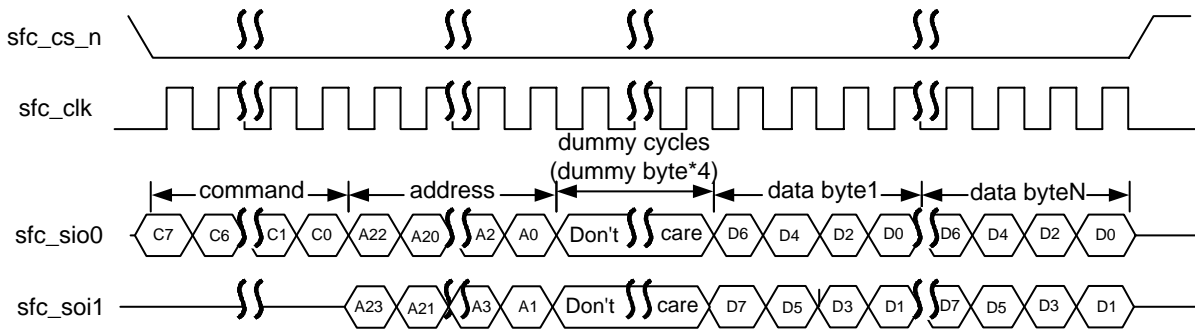 sfc_cs_n
sfc_clk
dummy cycles
(dummy byte*4)
command address data byte1 data byteN
sfc_sio0 C7 C6 C1 C0 A22 A20 A2 A0 Don't care D6 D4 D2 D0 D6 D4 D2 D0
sfc_soi1 A23 A21 A3 A1 Don't care D7 D5 D3 D1 D7 D5 D3 D1